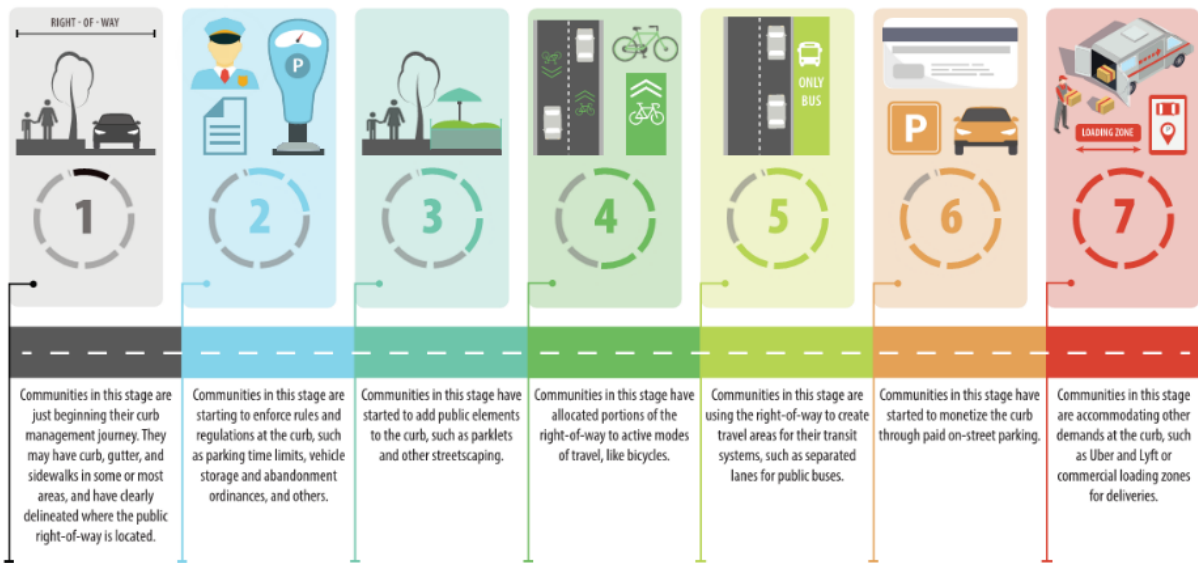 RIGHT - OF - WAY
1
P
2
3
4
ONLY
BUS
5
P
6
LOADING ZONE
P
7
Communities in this stage are
just beginning their curb
management journey. They
may have curb, gutter, and
sidewalks in some or most
areas, and have clearly
delineated where the public
right-of-way is located.
Communities in this stage are
starting to enforce rules and
regulations at the curb, such
as parking time limits, vehicle
storage and abandonment
ordinances, and others.
Communities in this stage have
started to add public elements
to the curb, such as parklets
and other streetscaping.
Communities in this stage have
allocated portions of the
right-of-way to active modes
of travel, like bicycles.
Communities in this stage are
using the right-of-way to create
travel areas for their transit
systems, such as separated
lanes for public buses.
Communities in this stage have
started to monetize the curb
through paid on-street parking.
Communities in this stage
are accommodating other
demands at the curb, such
as Uber and Lyft or
commercial loading zones
for deliveries.